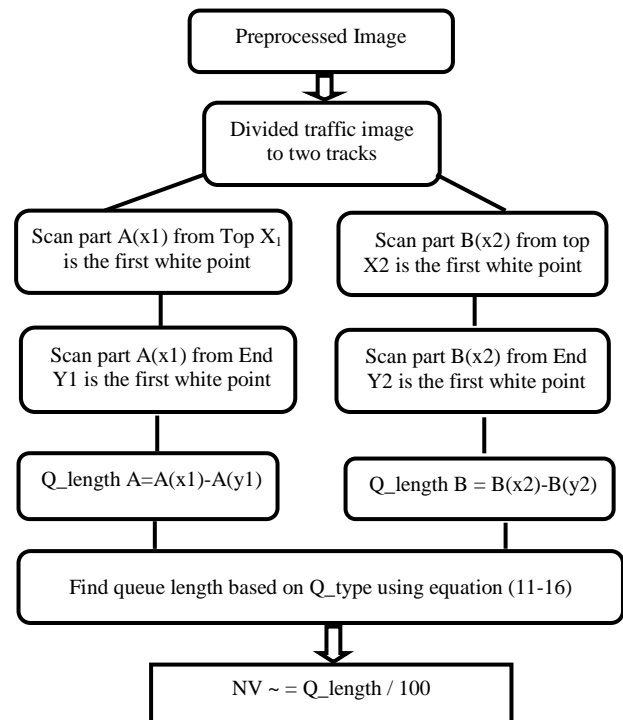 Preprocessed Image
Divided traffic image
to two tracks
Scan part A(x1) from Top X₁
is the first white point
Scan part B(x2) from top
X2 is the first white point
Scan part A(x1) from End
Y1 is the first white point
Scan part B(x2) from End
Y2 is the first white point
Q_length A=A(x1)-A(y1)
Q_length B = B(x2)-B(y2)
Find queue length based on Q_type using equation (11-16)
NV ~ = Q_length / 100